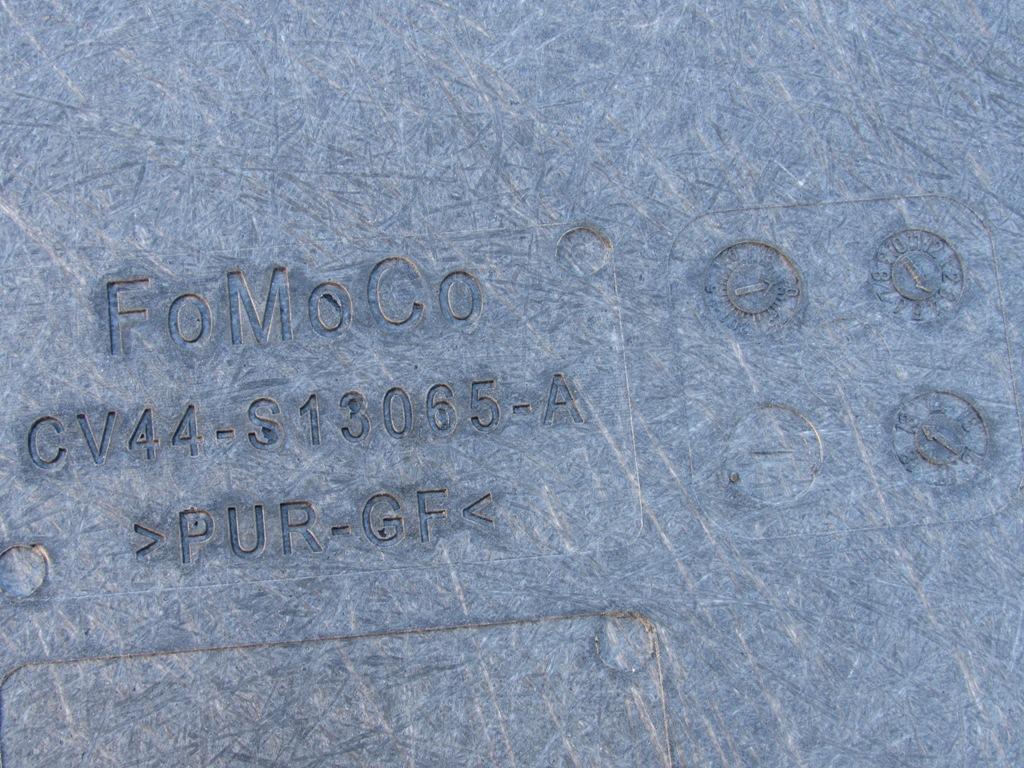 FoMoCo
CV44-S13065-A
>PUR-GF<